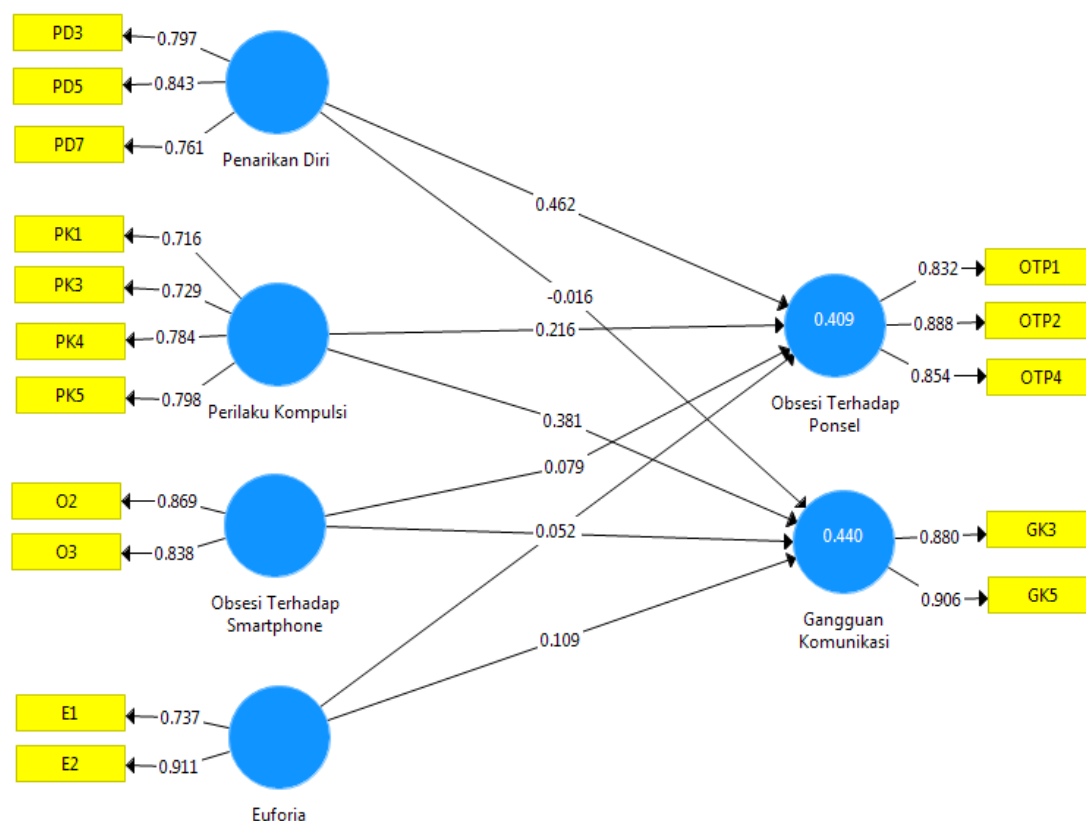 PD3
0.797
PD5
0.843
PD7
0.761
Penarikan Diri
PK1
0.716
PK3
0.729
PK4
0.784
PK5
0.798
Perilaku Kompulsi
O2
0.869
O3
0.838
Obsesi Terhadap
Smartphone
E1
0.737
E2
0.911
Euforia
0.462
-0.016
0.216
0.381
0.079
0.052
0.109
0.409
Obsesi Terhadap
Ponsel
0.832
OTP1
0.888
OTP2
0.854
OTP4
0.440
Gangguan
Komunikasi
0.880
GK3
0.906
GK5